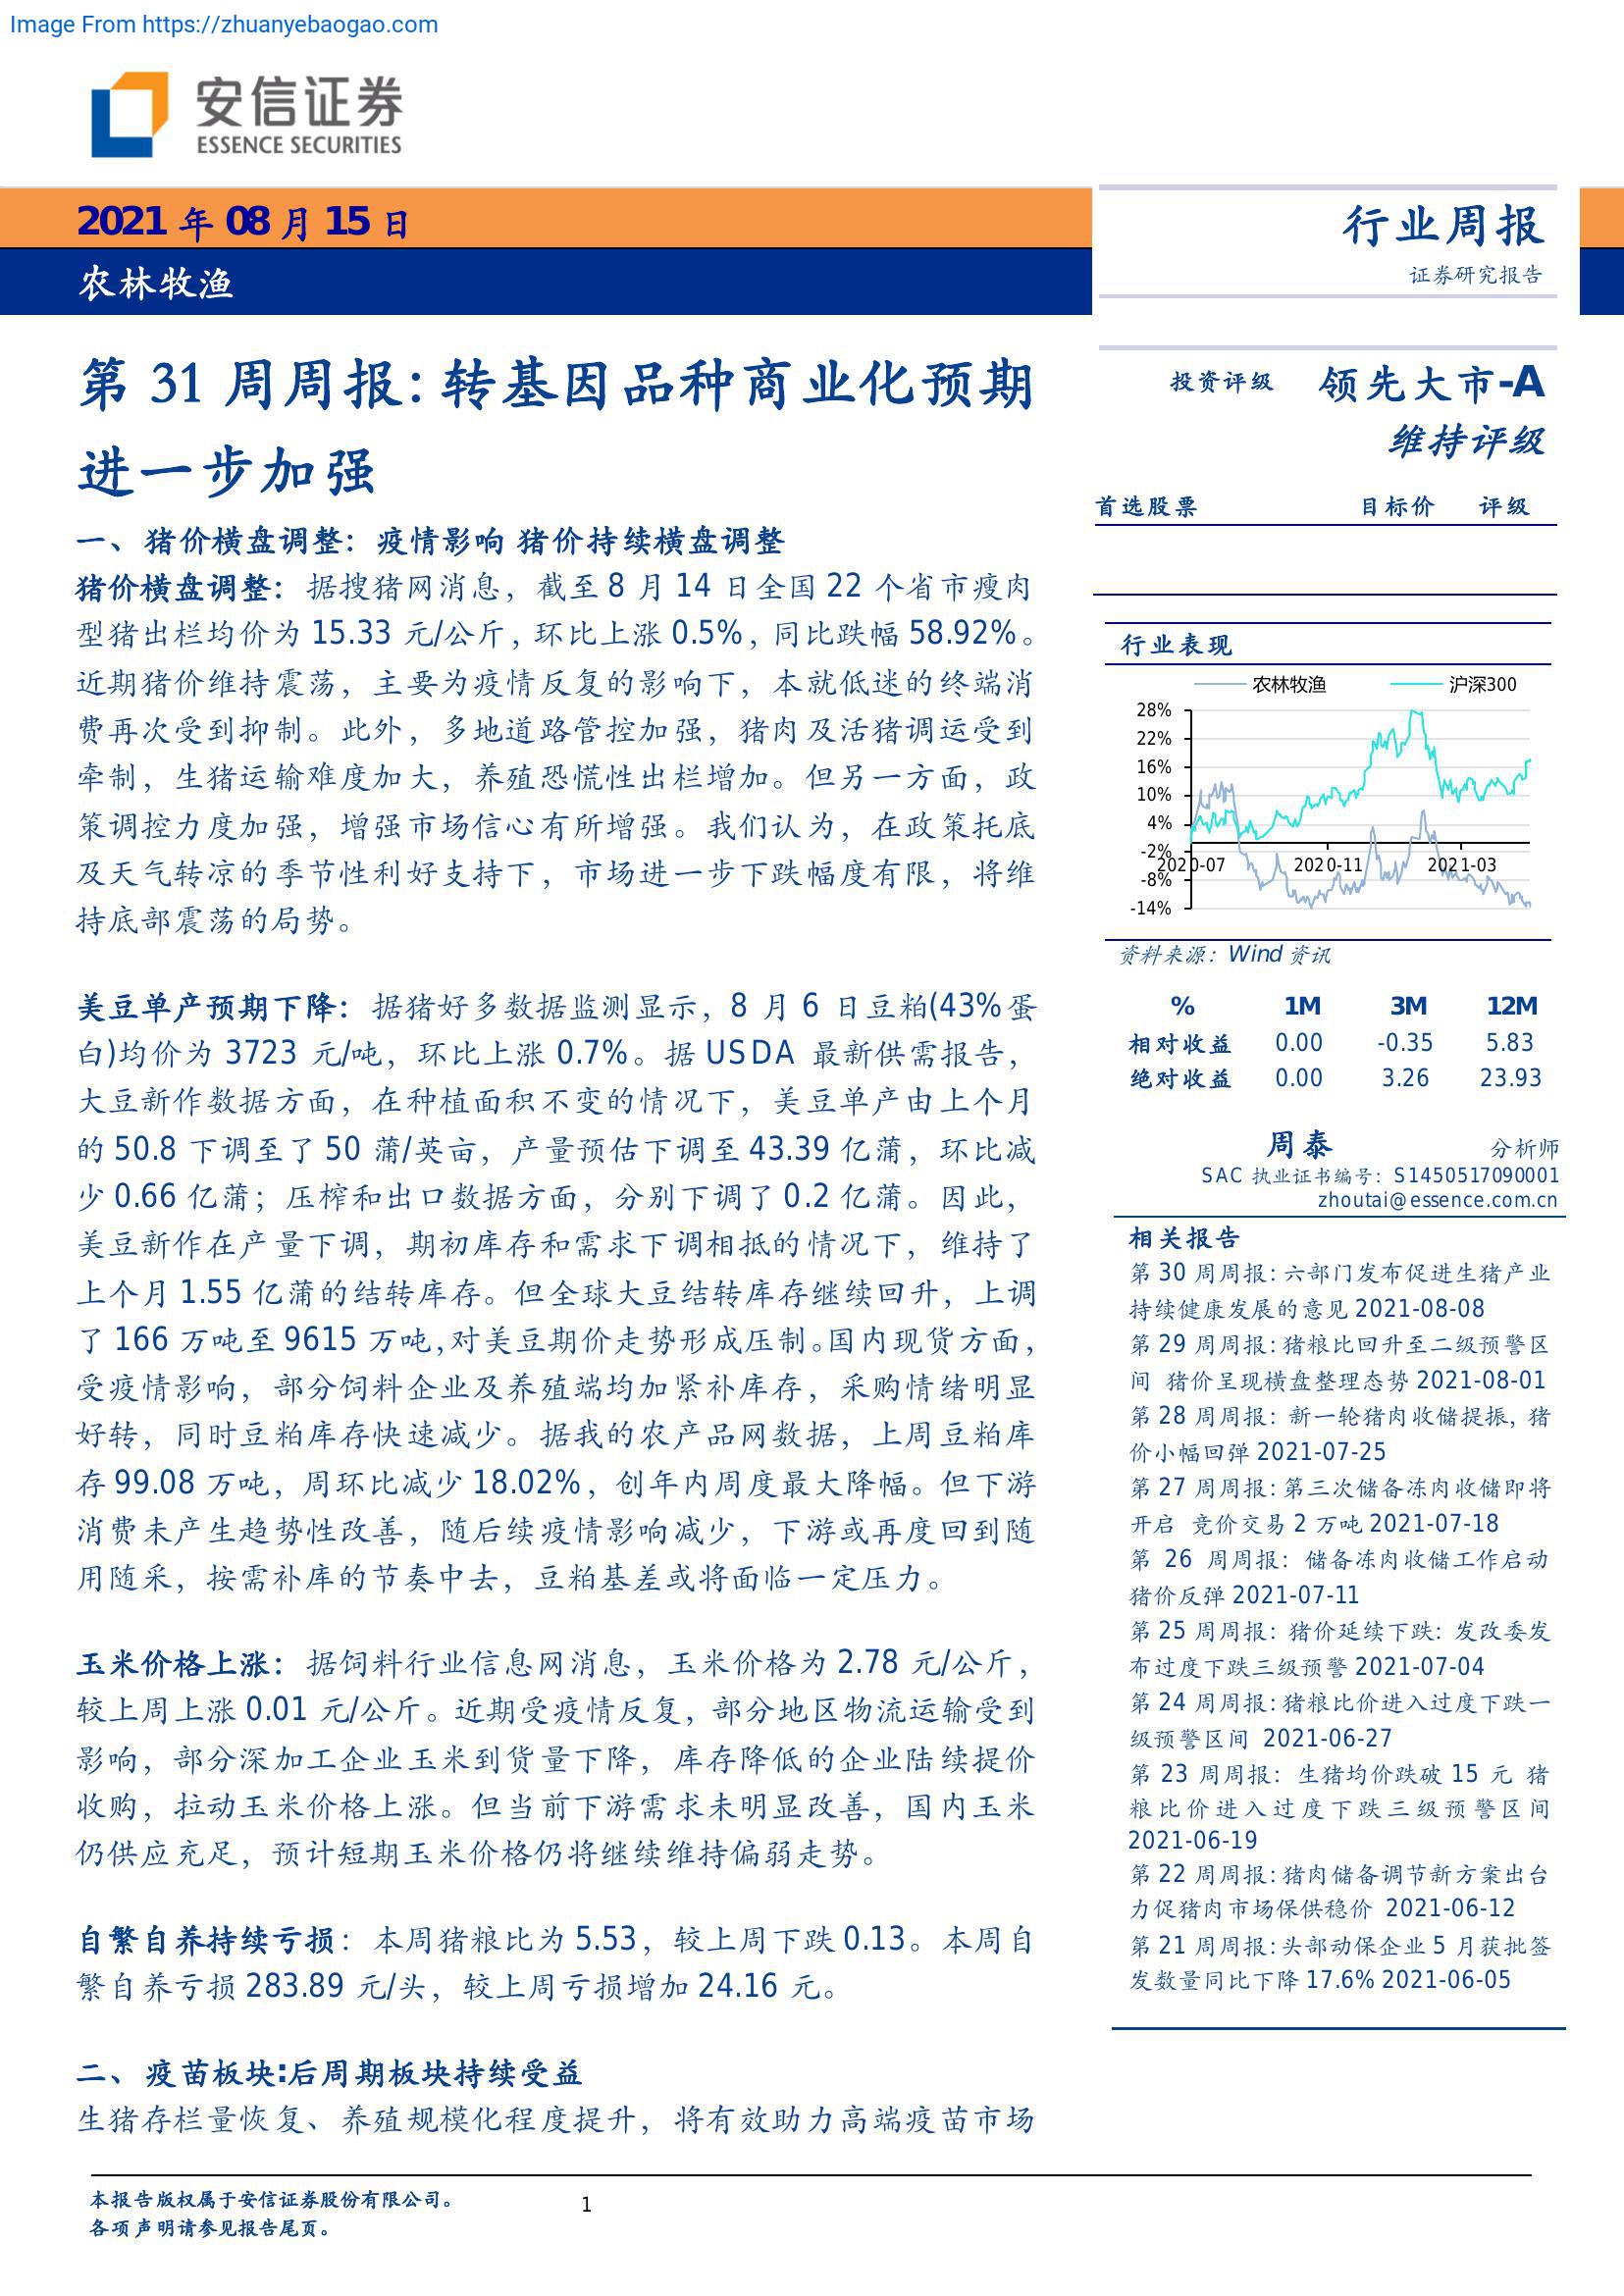 Image From https://zhuanyebaogao.com
安信证券
ESSENCE SECURITIES
2021 年 08 月 15 日
农林牧渔
行业周报
证券研究报告
第 31 周周报:转基因品种商业化预期
进一步加强
一、猪价横盘调整：疫情影响 猪价持续横盘调整
猪价横盘调整：据搜猪网消息，截至 8 月 14 日全国 22 个省市瘦肉
型猪出栏均价为 15.33 元/公斤，环比上涨 0.5%，同比跌幅 58.92%。
近期猪价维持震荡，主要为疫情反复的影响下，本就低迷的终端消
费再次受到抑制。此外，多地道路管控加强，猪肉及活猪调运受到
牵制，生猪运输难度加大，养殖恐慌性出栏增加。但另一方面，政
策调控力度加强，增强市场信心有所增强。我们认为，在政策托底
及天气转凉的季节性利好支持下，市场进一步下跌幅度有限，将维
持底部震荡的局势。
美豆单产预期下降：据猪好多数据监测显示，8 月 6 日豆粕(43%蛋
白)均价为 3723 元/吨，环比上涨 0.7%。据 USDA 最新供需报告，
大豆新作数据方面，在种植面积不变的情况下，美豆单产由上个月
的 50.8 下调至了 50 蒲/英亩，产量预估下调至 43.39 亿蒲，环比减
少 0.66 亿蒲；压榨和出口数据方面，分别下调了 0.2 亿蒲。因此，
美豆新作在产量下调，期初库存和需求下调相抵的情况下，维持了
上个月 1.55 亿蒲的结转库存。但全球大豆结转库存继续回升，上调
了 166 万吨至 9615 万吨，对美豆期价走势形成压制。国内现货方面，
受疫情影响，部分饲料企业及养殖端均加紧补库存，采购情绪明显
好转，同时豆粕库存快速减少。据我的农产品网数据，上周豆粕库
存 99.08 万吨，周环比减少 18.02%，创年内周度最大降幅。但下游
消费未产生趋势性改善，随后续疫情影响减少，下游或再度回到随
用随采，按需补库的节奏中去，豆粕基差或将面临一定压力。
玉米价格上涨：据饲料行业信息网消息，玉米价格为 2.78 元/公斤，
较上周上涨 0.01 元/公斤。近期受疫情反复，部分地区物流运输受到
影响，部分深加工企业玉米到货量下降，库存降低的企业陆续提价
收购，拉动玉米价格上涨。但当前下游需求未明显改善，国内玉米
仍供应充足，预计短期玉米价格仍将继续维持偏弱走势。
自繁自养持续亏损：本周猪粮比为 5.53，较上周下跌 0.13。本周自
繁自养亏损 283.89 元/头，较上周亏损增加 24.16 元。
二、疫苗板块:后周期板块持续受益
生猪存栏量恢复、养殖规模化程度提升，将有效助力高端疫苗市场
投资评级 领先大市-A
维持评级
首选股票 目标价 评级
行业表现
农林牧渔 沪深300
28%
22%
16%
10%
4%
-2%
-8%
-14%
2020-07 2020-11 2021-03
资料来源：Wind 资讯
% 1M 3M 12M
相对收益 0.00 -0.35 5.83
绝对收益 0.00 3.26 23.93
周泰 分析师
SAC 执业证书编号：S1450517090001
zhoutai@essence.com.cn
相关报告
第 30 周周报:六部门发布促进生猪产业
持续健康发展的意见 2021-08-08
第 29 周周报:猪粮比回升至二级预警区
间 猪价呈现横盘整理态势 2021-08-01
第 28 周周报：新一轮猪肉收储提振，猪
价小幅回弹 2021-07-25
第 27 周周报:第三次储备冻肉收储即将
开启 竞价交易 2 万吨 2021-07-18
第 26 周周报：储备冻肉收储工作启动
猪价反弹 2021-07-11
第 25 周周报：猪价延续下跌：发改委发
布过度下跌三级预警 2021-07-04
第 24 周周报:猪粮比价进入过度下跌一
级预警区间 2021-06-27
第 23 周周报：生猪均价跌破 15 元 猪
粮比价进入过度下跌三级预警区间
2021-06-19
第 22 周周报:猪肉储备调节新方案出台
力促猪肉市场保供稳价 2021-06-12
第 21 周周报:头部动保企业 5 月获批签
发数量同比下降 17.6% 2021-06-05
本报告版权属于安信证券股份有限公司。
1
各项声明请参见报告尾页。